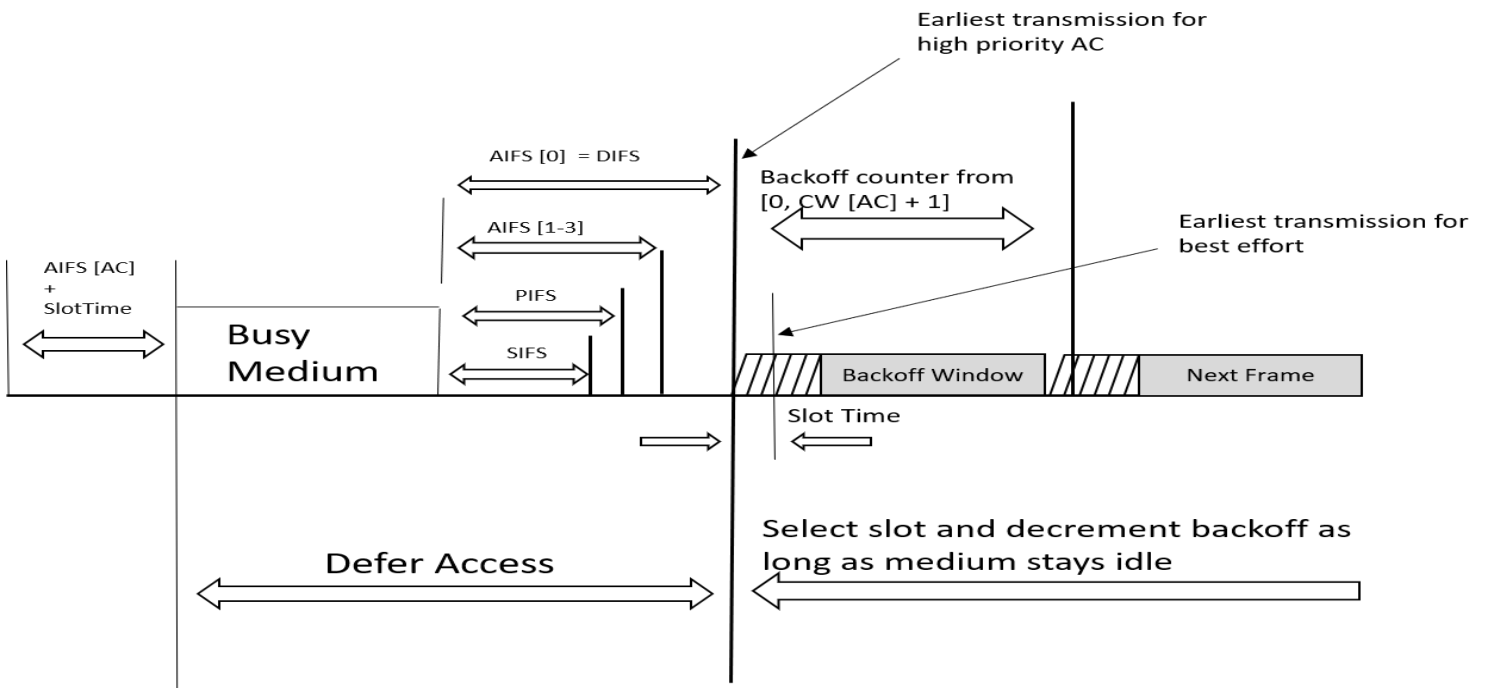 Earliest transmission for
high priority AC
AIFS [0] = DIFS
Backoff counter from
[0, CW [AC] + 1]
AIFS [1-3]
Earliest transmission for
best effort
AIFS [AC]
+
SlotTime
PIFS
Busy
Medium
SIFS
Backoff Window
Next Frame
Slot Time
Select slot and decrement backoff as
long as medium stays idle
Defer Access